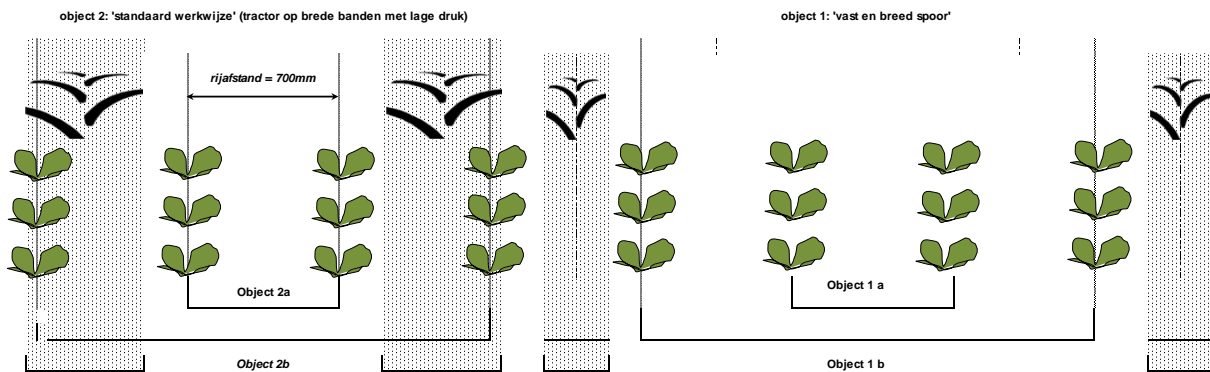 object 2: 'standaard werkwijze' (tractor op brede banden met lage druk)
object 1: 'vast en breed spoor'
rijafstand = 700mm
Object 2a
Object 1 a
Object 2b
Object 1 b